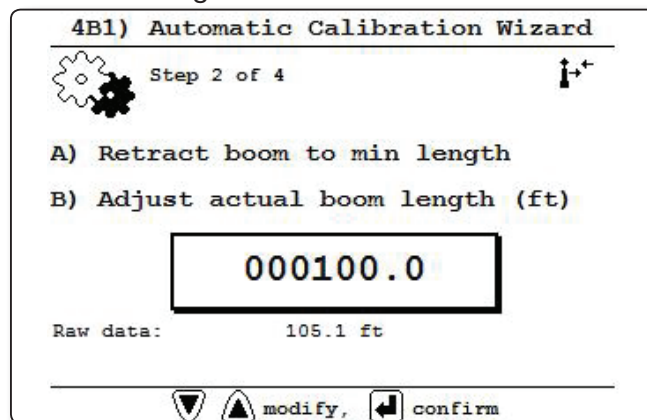 4B1) Automatic Calibration Wizard
Step 2 of 4
A) Retract boom to min length
B) Adjust actual boom length (ft)
000100.0
Raw data: 105.1 ft
modify, confirm